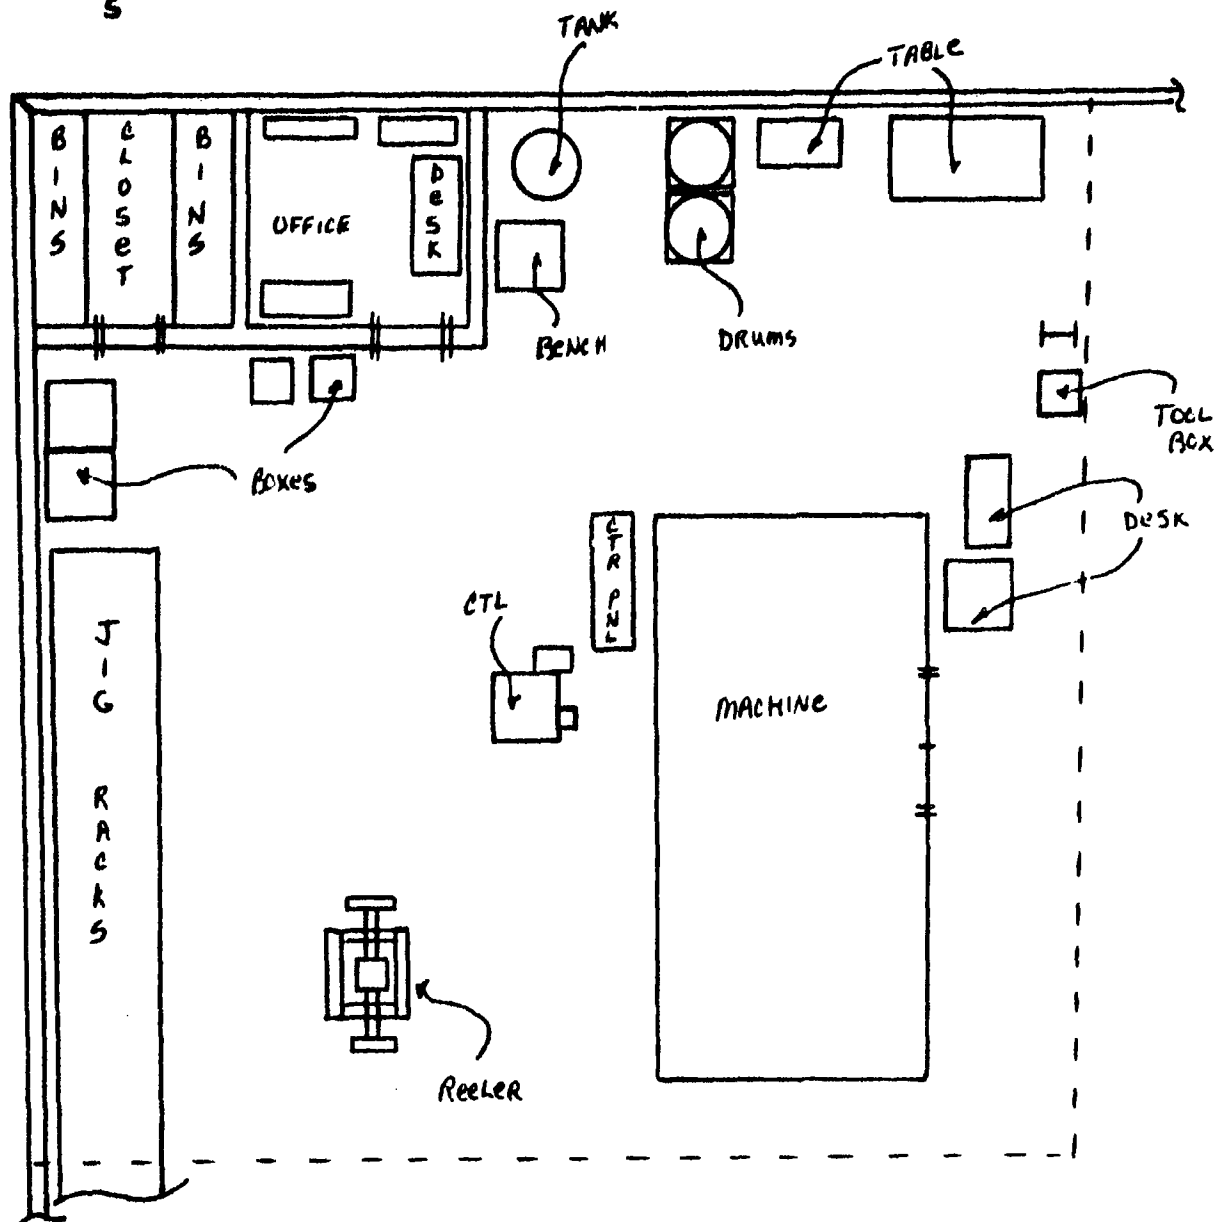 5
TANK
TABLE
BINS
CLOSET
BINS
OFFICE
DESK
BENCH
DRUMS
TOOL
BOX
BOXES
DESK
CTR PNL
CTL
JIG RACKS
MACHINE
REELER